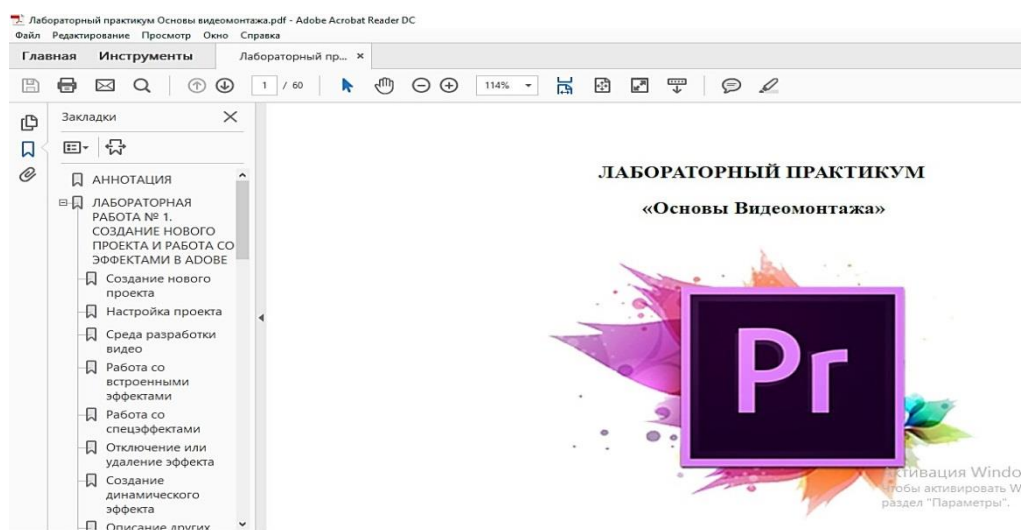 Лабораторный практикум Основы видеомонтажа.pdf - Adobe Acrobat Reader DC
Файл Редактирование Просмотр Окно Справка
Главная Инструменты Лабораторный пр... ×
1 / 60 114%
Закладки
АННОТАЦИЯ
ЛАБОРАТОРНАЯ
РАБОТА № 1.
СОЗДАНИЕ НОВОГО
ПРОЕКТА И РАБОТА СО
ЭФФЕКТАМИ В ADOBE
Создание нового
проекта
Настройка проекта
Среда разработки
видео
Работа со
встроенными
эффектами
Работа со
спецэффектами
Отключение или
удаление эффекта
Создание
динамического
эффекта
Описание других
ЛАБОРАТОРНЫЙ ПРАКТИКУМ
«Основы Видеомонтажа»
Pr
Активация Windo
Чтобы активировать W
раздел "Параметры".